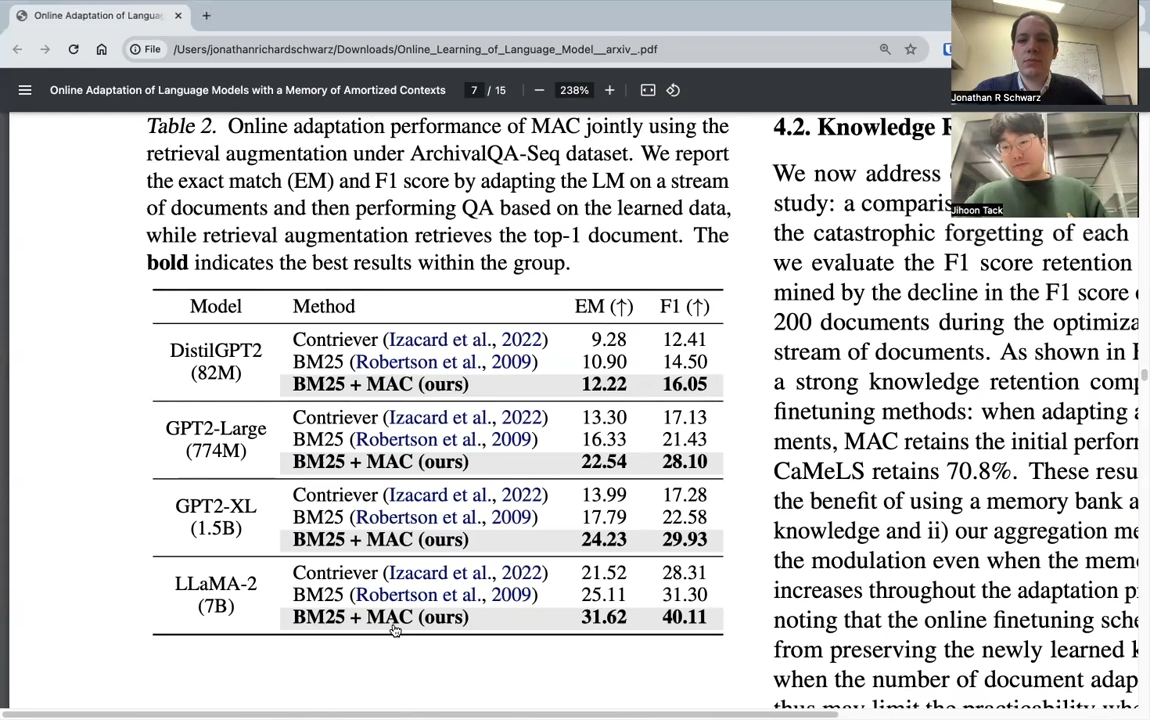 Online Adaptation of Langua
File
/Users/jonathanrichardschwarz/Downloads/Online_Learning_of_Language_Model__arxiv_.pdf
Online Adaptation of Language Models with a Memory of Amortized Contexts
7 / 15
238%
Jonathan R Schwarz
Jihoon Tack
Table 2. Online adaptation performance of MAC jointly using the
retrieval augmentation under ArchivalQA-Seq dataset. We report
the exact match (EM) and F1 score by adapting the LM on a stream
of documents and then performing QA based on the learned data,
while retrieval augmentation retrieves the top-1 document. The
bold indicates the best results within the group.
Model Method EM (↑) F1 (↑)
DistilGPT2 (82M)
Contriever (Izacard et al., 2022) 9.28 12.41
BM25 (Robertson et al., 2009) 10.90 14.50
BM25 + MAC (ours) 12.22 16.05
GPT2-Large (774M)
Contriever (Izacard et al., 2022) 13.30 17.13
BM25 (Robertson et al., 2009) 16.33 21.43
BM25 + MAC (ours) 22.54 28.10
GPT2-XL (1.5B)
Contriever (Izacard et al., 2022) 13.99 17.28
BM25 (Robertson et al., 2009) 17.79 22.58
BM25 + MAC (ours) 24.23 29.93
LLaMA-2 (7B)
Contriever (Izacard et al., 2022) 21.52 28.31
BM25 (Robertson et al., 2009) 25.11 31.30
BM25 + MAC (ours) 31.62 40.11
4.2. Knowledge
We now address
study: a comparis
the catastrophic forgetting of each
we evaluate the F1 score retention
mined by the decline in the F1 score
200 documents during the optimiza
stream of documents. As shown in
a strong knowledge retention comp
finetuning methods: when adapting
ments, MAC retains the initial perfor
CaMeLS retains 70.8%. These resu
the benefit of using a memory bank a
knowledge and ii) our aggregation me
the modulation even when the mem
increases throughout the adaptation p
noting that the online finetuning sche
from preserving the newly learned k
when the number of document adap
thus may limit the practicability whe